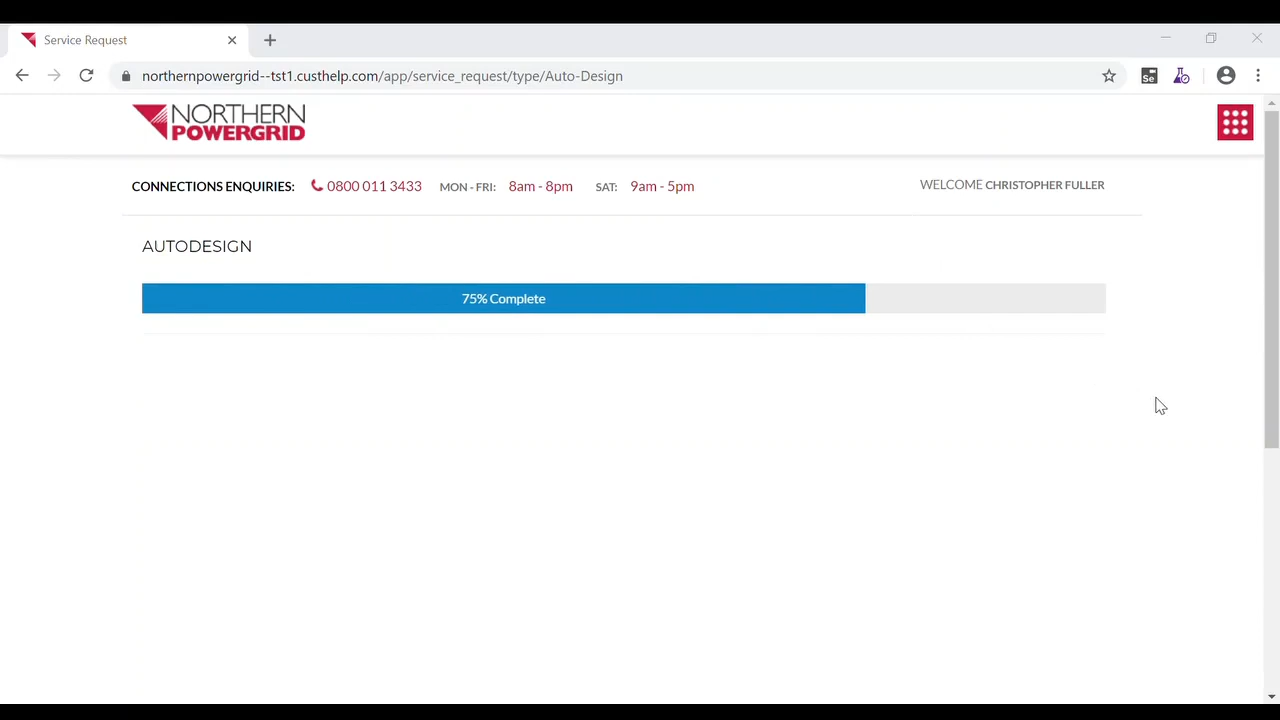 Service Request
northernpowergrid--tst1.custhelp.com/app/service_request/type/Auto-Design
Se
NORTHERN
POWERGRID
CONNECTIONS ENQUIRIES: 0800 011 3433 MON - FRI: 8am - 8pm SAT: 9am - 5pm WELCOME CHRISTOPHER FULLER
AUTODESIGN
75% Complete